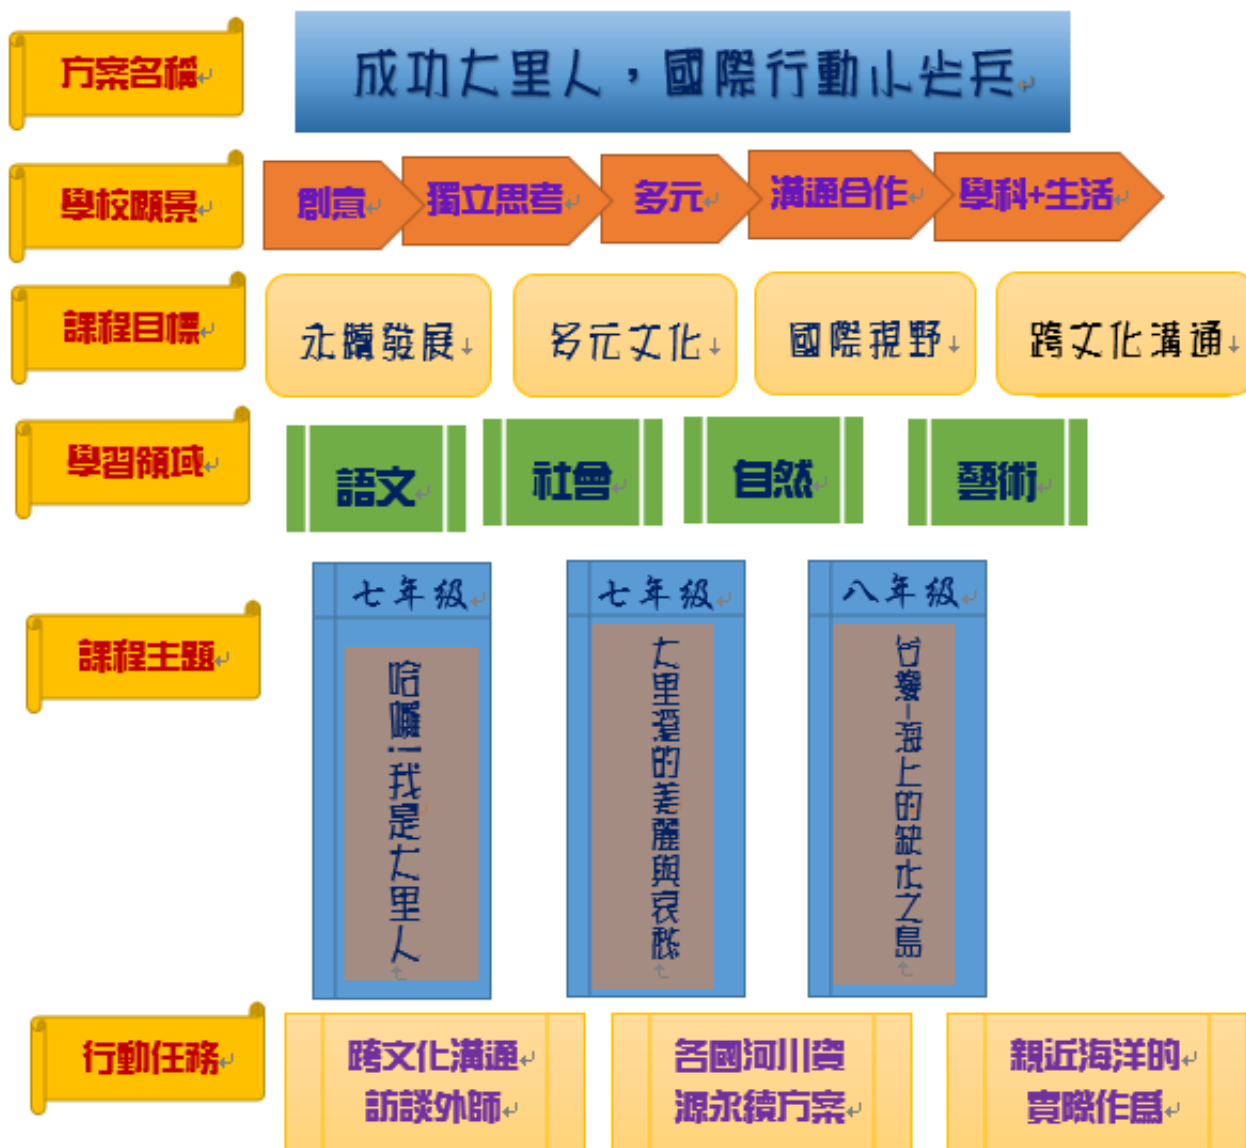 方案名稱
成功大里人，國際行動小尖兵
學校願景
創意
獨立思考
多元
溝通合作
學科+生活
課程目標
永續發展
多元文化
國際視野
跨文化溝通
學習領域
語文
社會
自然
藝術
課程主題
七年級
哈囉!我是大里人
七年級
大里溪的美麗與哀愁
八年級
台灣-海上的缺水之島
行動任務
跨文化溝通
訪談外師
各國河川資
源永續方案
親近海洋的
實際作為